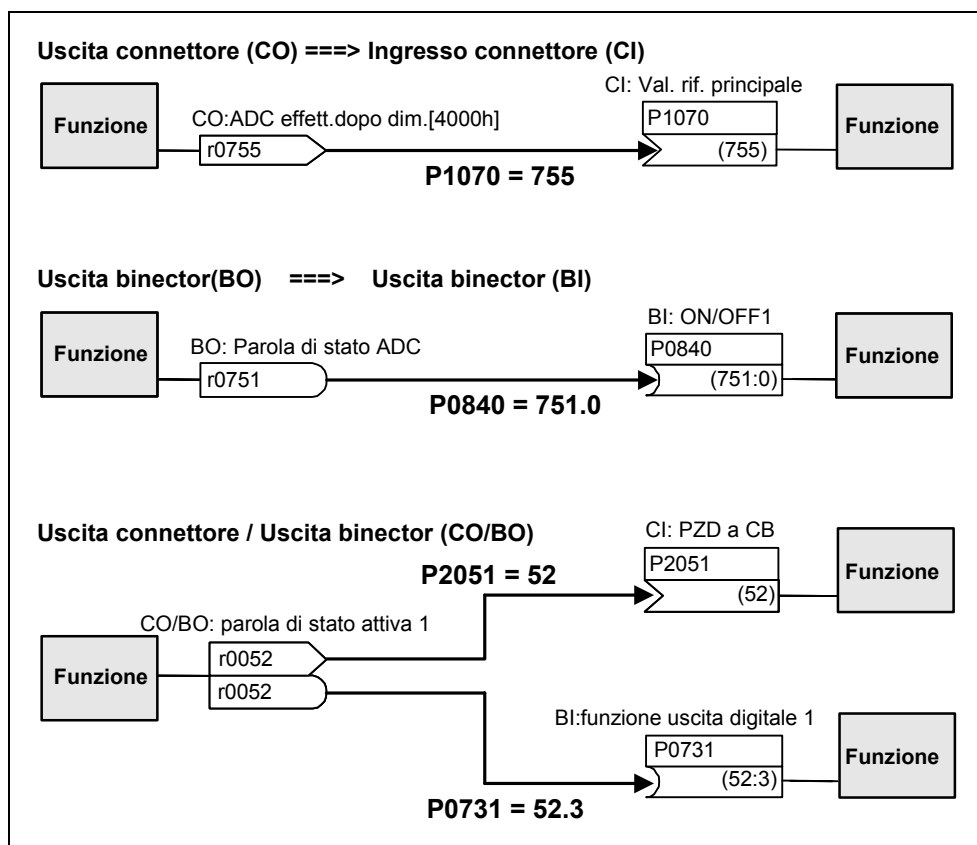 Uscita connettore (CO) ===> Ingresso connettore (CI)
CI: Val. rif. principale
Funzione
CO:ADC effett.dopo dim.[4000h]
r0755
P1070 = 755
P1070
(755)
Funzione
Uscita binector(BO) ===> Uscita binector (BI)
BI: ON/OFF1
Funzione
BO: Parola di stato ADC
r0751
P0840 = 751.0
P0840
(751:0)
Funzione
Uscita connettore / Uscita binector (CO/BO)
CI: PZD a CB
P2051 = 52
P2051
(52)
Funzione
CO/BO: parola di stato attiva 1
Funzione
r0052
r0052
BI:funzione uscita digitale 1
P0731
(52:3)
Funzione
P0731 = 52.3